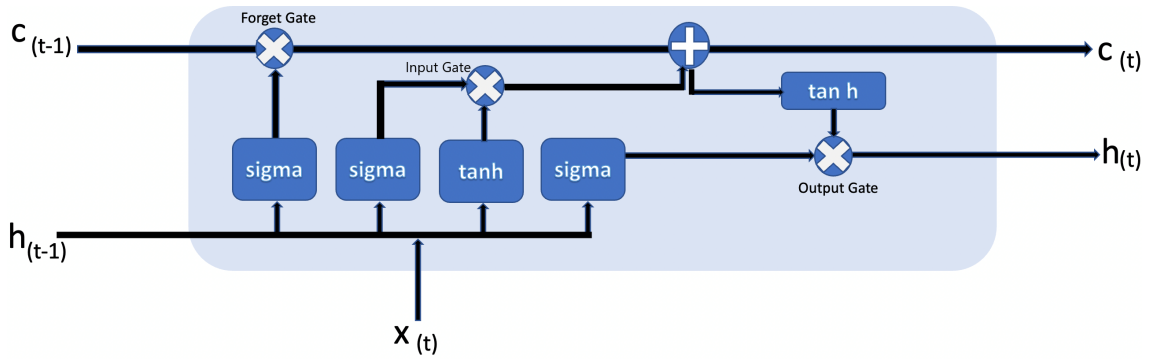 Forget Gate
c (t-1)
c (t)
Input Gate
tan h
sigma
sigma
tanh
sigma
h(t)
Output Gate
h(t-1)
x (t)